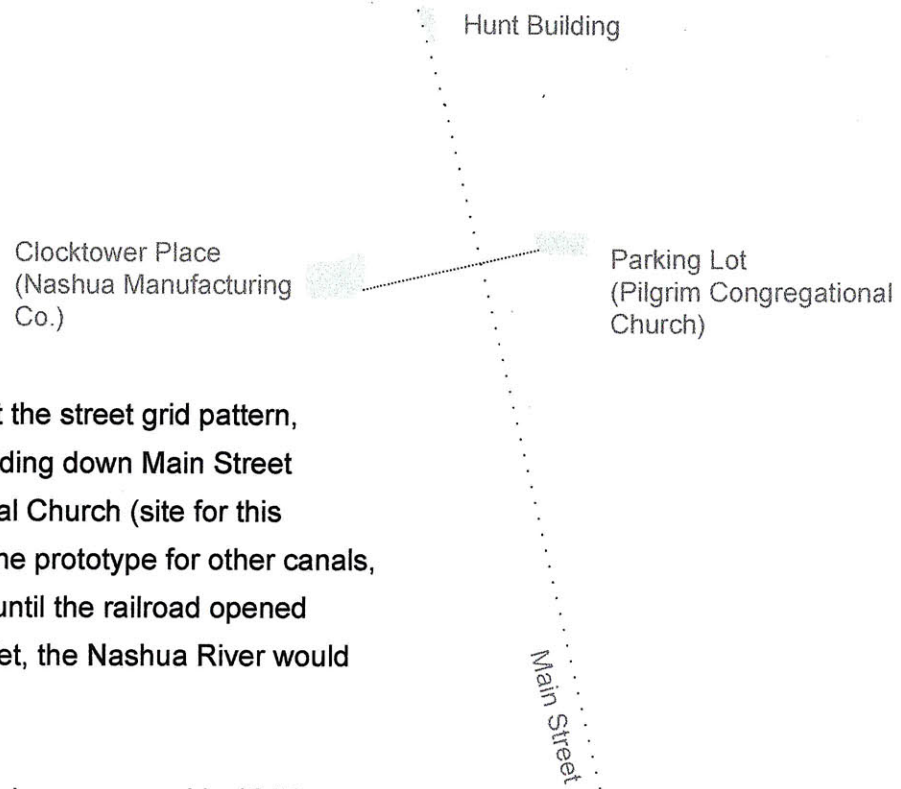 Hunt Building
Clocktower Place
(Nashua Manufacturing
Co.)
Parking Lot
(Pilgrim Congregational
Church)
the street grid pattern,
ding down Main Street
al Church (site for this
ne prototype for other canals,
until the railroad opened
et, the Nashua River would
Main Street